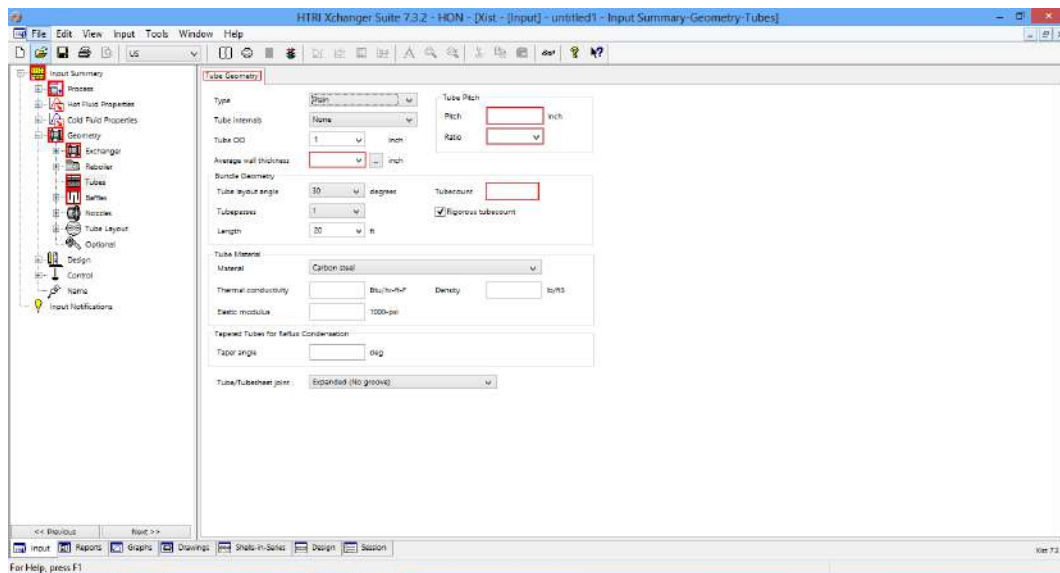 HTRI Xchanger Suite 7.3.2 - HON - [Xist - [Input] - untitled1 - Input Summary-Geometry-Tubes]
File Edit View Input Tools Window Help
US
Input Summary
Process
Hot Fluid Properties
Cold Fluid Properties
Geometry
Exchanger
Reboiler
Tubes
Baffles
Nozzles
Tube Layout
Optional
Design
Control
Name
Input Notifications
<< Previous Next >>
Tube Geometry
Type Plain
Tube Internals None
Tube OD 1 inch
Average wall thickness ... inch
Tube Pitch
Pitch inch
Ratio
Bundle Geometry
Tube layout angle 30 degrees Tubecount
Tubepasses 1 Rigorous tubecount
Length 20 ft
Tube Material
Material Carbon steel
Thermal conductivity Btu/hr-ft-F Density lb/ft3
Elastic modulus 1000-psi
Tapered Tubes for Reflux Condensation
Taper angle deg
Tube/Tubesheet joint Expanded (No groove)
Input Reports Graphs Drawings Shells-in-Series Design Session
For Help, press F1